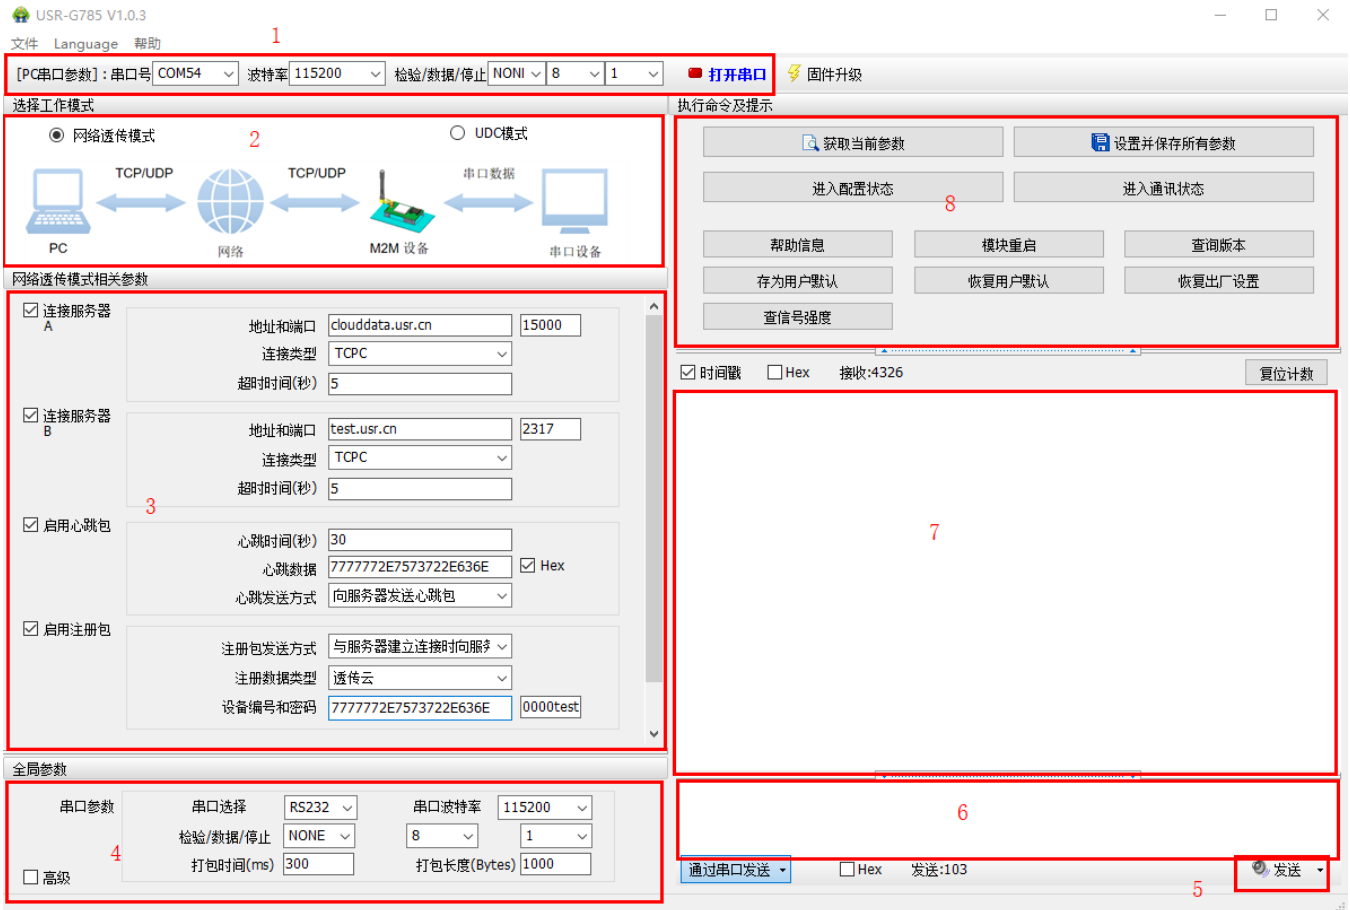 USR-G785 V1.0.3
文件 Language 帮助
1
[PC串口参数]：串口号 COM54 波特率 115200 检验/数据/停止 NONI 8 1 打开串口 固件升级
选择工作模式
网络透传模式 UDC模式
2
TCP/UDP TCP/UDP 串口数据
PC 网络 M2M 设备 串口设备
网络透传模式相关参数
连接服务器
A
地址和端口 clouddata.usr.cn 15000
连接类型 TCPC
超时时间(秒) 5
连接服务器
B
地址和端口 test.usr.cn 2317
连接类型 TCPC
超时时间(秒) 5
3
启用心跳包
心跳时间(秒) 30
心跳数据 7777772E7573722E636E Hex
心跳发送方式 向服务器发送心跳包
启用注册包
注册包发送方式 与服务器建立连接时向服务
注册数据类型 透传云
设备编号和密码 7777772E7573722E636E 0000test
全局参数
串口参数 串口选择 RS232 串口波特率 115200
检验/数据/停止 NONE 8 1
4
打包时间(ms) 300 打包长度(Bytes) 1000
高级
执行命令及提示
获取当前参数 设置并保存所有参数
进入配置状态 进入通讯状态
8
帮助信息 模块重启 查询版本
存为用户默认 恢复用户默认 恢复出厂设置
查信号强度
时间戳 Hex 接收:4326 复位计数
7
6
通过串口发送 Hex 发送:103 发送
5